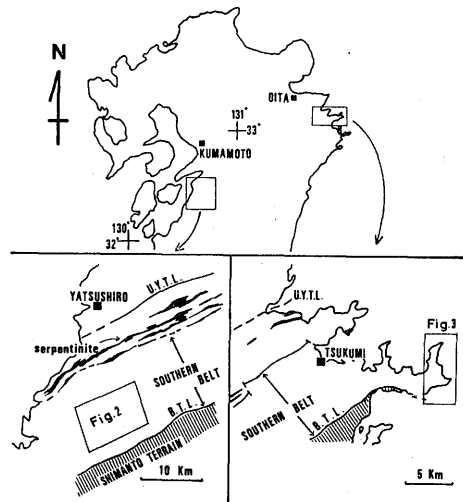 N
OITA
131°
33°
KUMAMOTO
130°
32°
YATSUSHIRO
U.Y.T.L.
serpentinite
SOUTHERN BELT
Fig.2
B.T.L.
SHIMANTO TERRAIN
10 Km
U.Y.T.L.
Fig.3
TSUKUMI
SOUTHERN BELT
B.T.L.
5 Km